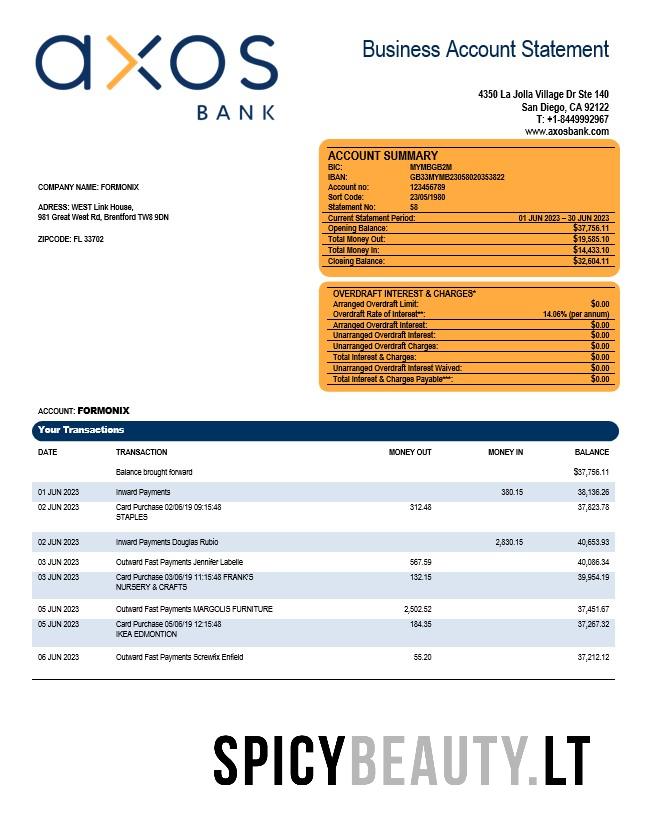 axos
BANK
Business Account Statement
4350 La Jolla Village Dr Ste 140
San Diego, CA 92122
T: +1-8449992967
www.axosbank.com
COMPANY NAME: FORMONIX
ADRESS: WEST Link House,
981 Great West Rd, Brentford TW8 9DN
ZIPCODE: FL 33702
ACCOUNT SUMMARY
BIC: MYMBGB2M
IBAN: GB33MYMB23058020353822
Account no: 123456789
Sort Code: 23/05/1980
Statement No: 58
Current Statement Period: 01 JUN 2023 – 30 JUN 2023
Opening Balance: $37,756.11
Total Money Out: $19,585.10
Total Money In: $14,433.10
Closing Balance: $32,604.11
OVERDRAFT INTEREST & CHARGES*
Arranged Overdraft Limit: $0.00
Overdraft Rate of Interest**: 14.06% (per annum)
Arranged Overdraft Interest: $0.00
Unarranged Overdraft Interest: $0.00
Unarranged Overdraft Charges: $0.00
Total Interest & Charges: $0.00
Unarranged Overdraft Interest Waived: $0.00
Total Interest & Charges Payable***: $0.00
ACCOUNT: FORMONIX
Your Transactions
DATE TRANSACTION MONEY OUT MONEY IN BALANCE
Balance brought forward $37,756.11
01 JUN 2023 Inward Payments 380.15 38,136.26
02 JUN 2023 Card Purchase 02/06/19 09:15:48 312.48 37,823.78
STAPLES
02 JUN 2023 Inward Payments Douglas Rubio 2,830.15 40,653.93
03 JUN 2023 Outward Fast Payments Jennifer Labelle 567.59 40,086.34
03 JUN 2023 Card Purchase 03/06/19 11:15:48 FRANK'S 132.15 39,954.19
NURSERY & CRAFTS
05 JUN 2023 Outward Fast Payments MARGOLIS FURNITURE 2,502.52 37,451.67
05 JUN 2023 Card Purchase 05/06/19 12:15:48 184.35 37,267.32
IKEA EDMONTION
06 JUN 2023 Outward Fast Payments Screwfix Enfield 55.20 37,212.12
SPICYBEAUTY.LT